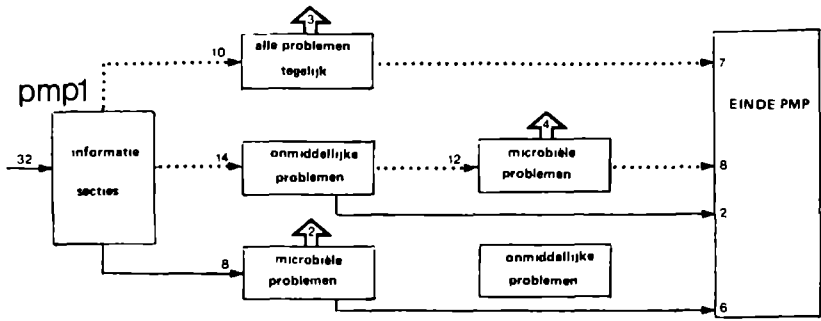 3
10
alle problemen
tegelijk
7
pmp1
EINDE PMP
32
informatie
secties
14
onmiddellijke
problemen
12
4
microbiële
problemen
8
2
2
8
microbiële
problemen
onmiddellijke
problemen
6